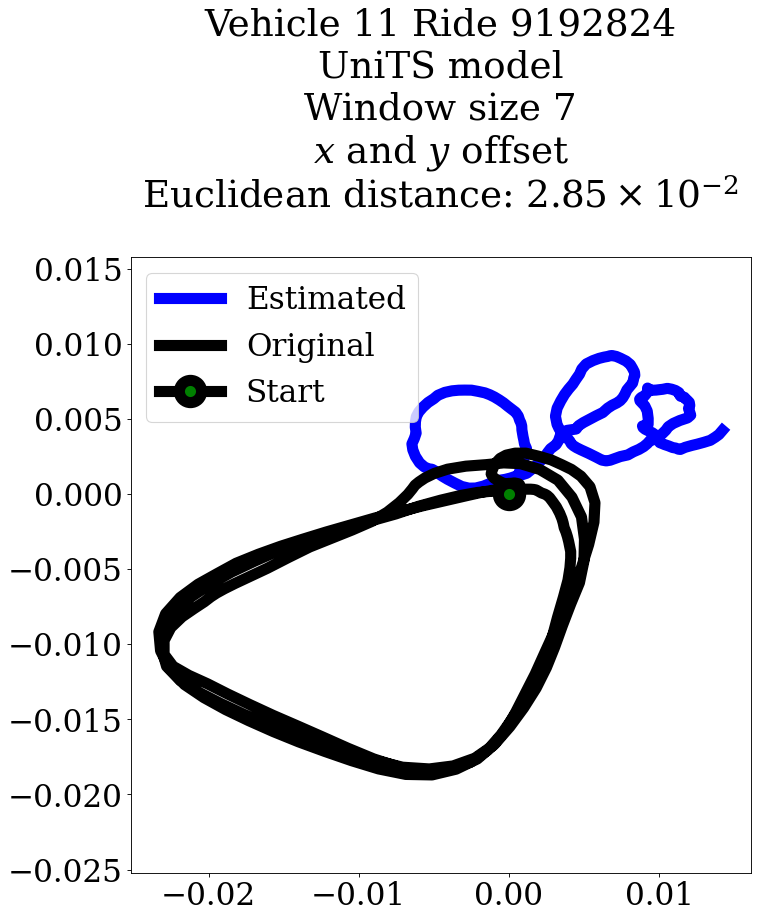 Vehicle 11 Ride 9192824
UniTS model
Window size 7
x and y offset
Euclidean distance: 2.85 × 10⁻²
Estimated
Original
Start
0.015
0.010
0.005
0.000
−0.005
−0.010
−0.015
−0.020
−0.025
−0.02 −0.01 0.00 0.01